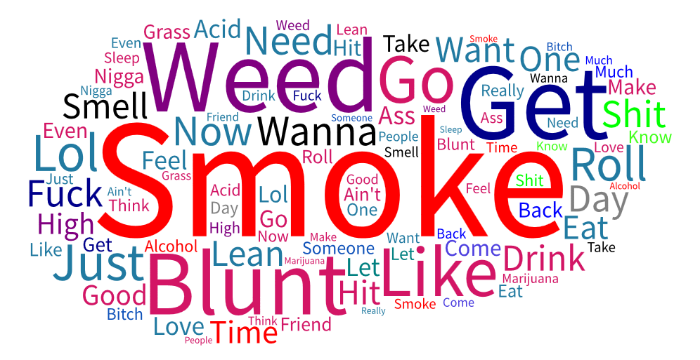 Grass Acid Need Lean Hit Take Want One Bitch Much
Even Smoke
Sleep Weed Go Get Wanna Much
Nigga Weed Really Make
Nigga Drink Fuck Someone Ass Weed Ass Need Shit
Smell Friend
Even Now Wanna People Sleep Know
Lol Feel Smoke Roll Smell Blunt Time Know Love Roll
Just Grass Good Feel Shit Alcohol
Fuck Ain't Acid Lol Ain't Day
Think Day Go One Back
High High Now Eat
Like Get Alcohol Make Someone Want Back Come Take
Just Lean Marijuana Let Let Like Drink
Good Blunt Hit Marijuana
Bitch Smoke Come Eat
Love Time Think Friend Really
People